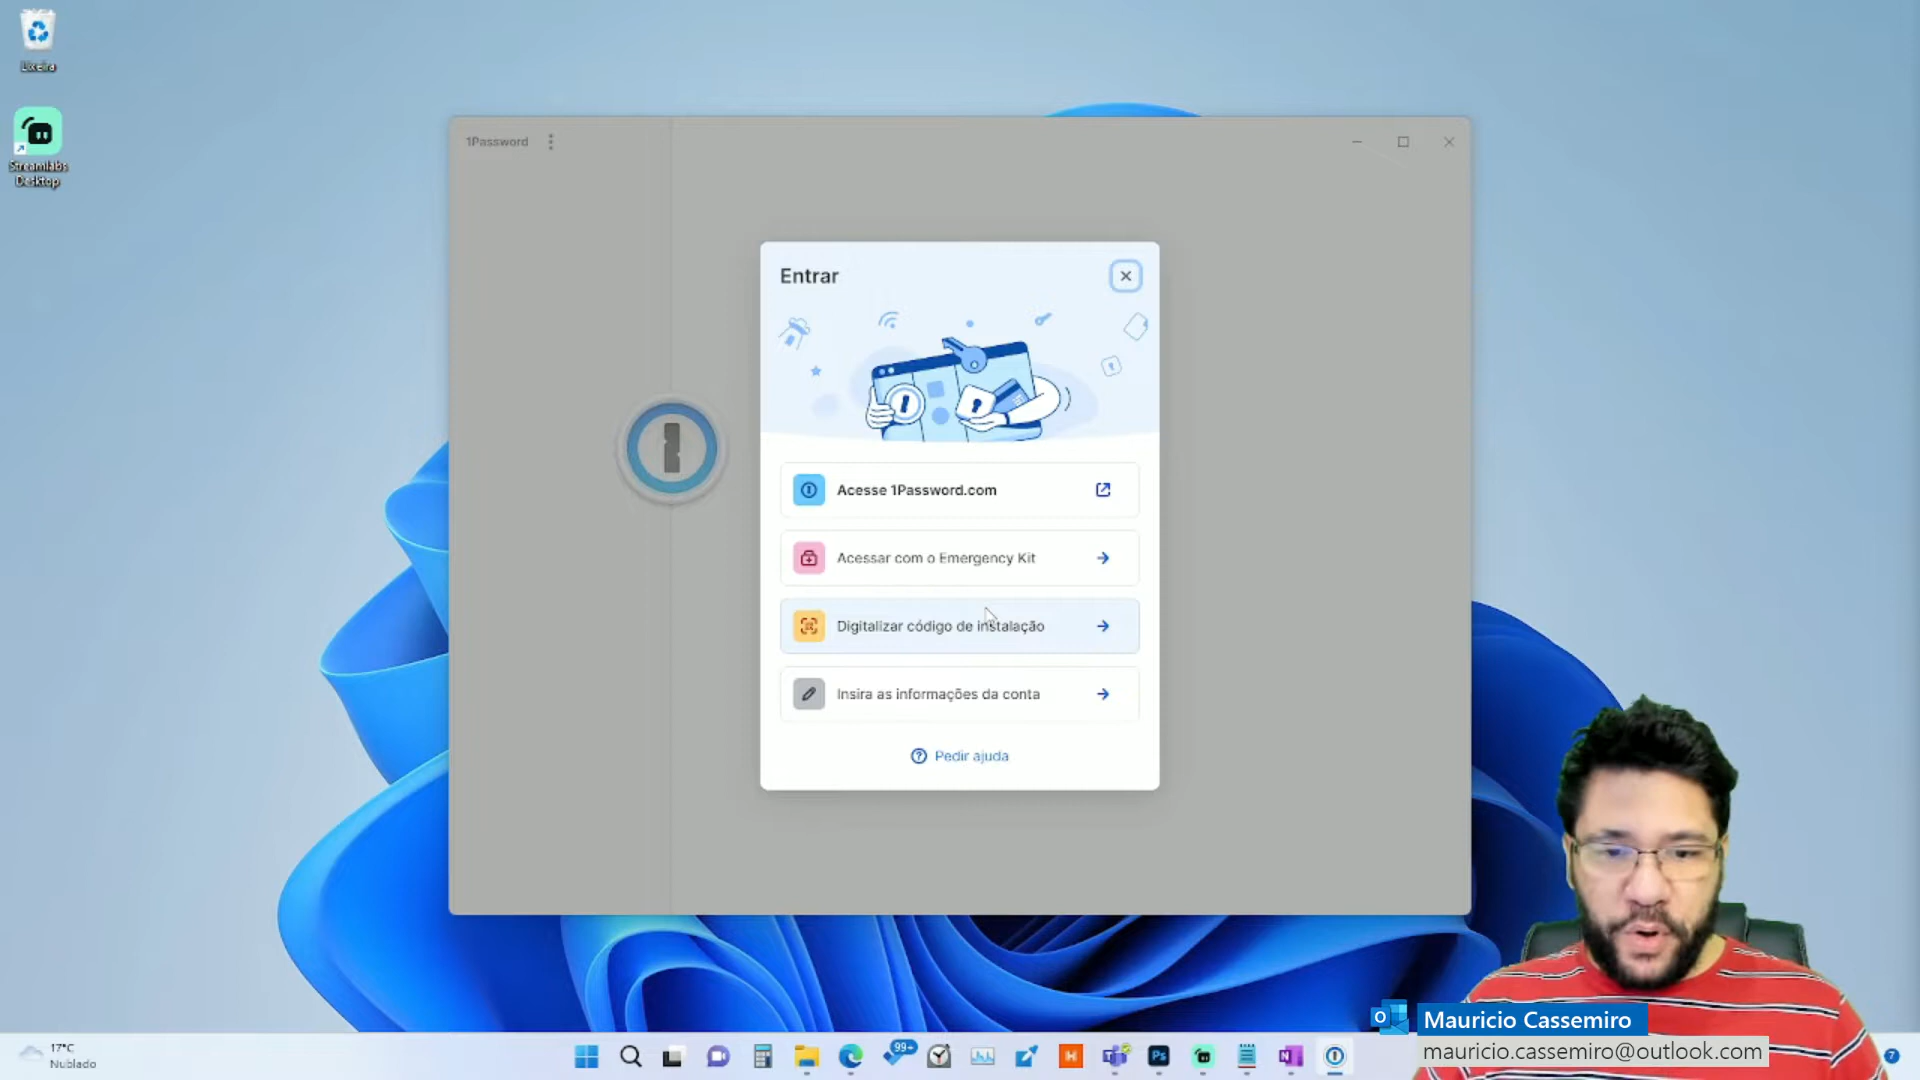 Lixeira
Streamlabs
Desktop
1Password
Entrar
Acesse 1Password.com
Acessar com o Emergency Kit
Digitalizar código de instalação
Insira as informações da conta
Pedir ajuda
Mauricio Cassemiro
mauricio.cassemiro@outlook.com
17°C
Nublado
99+
7